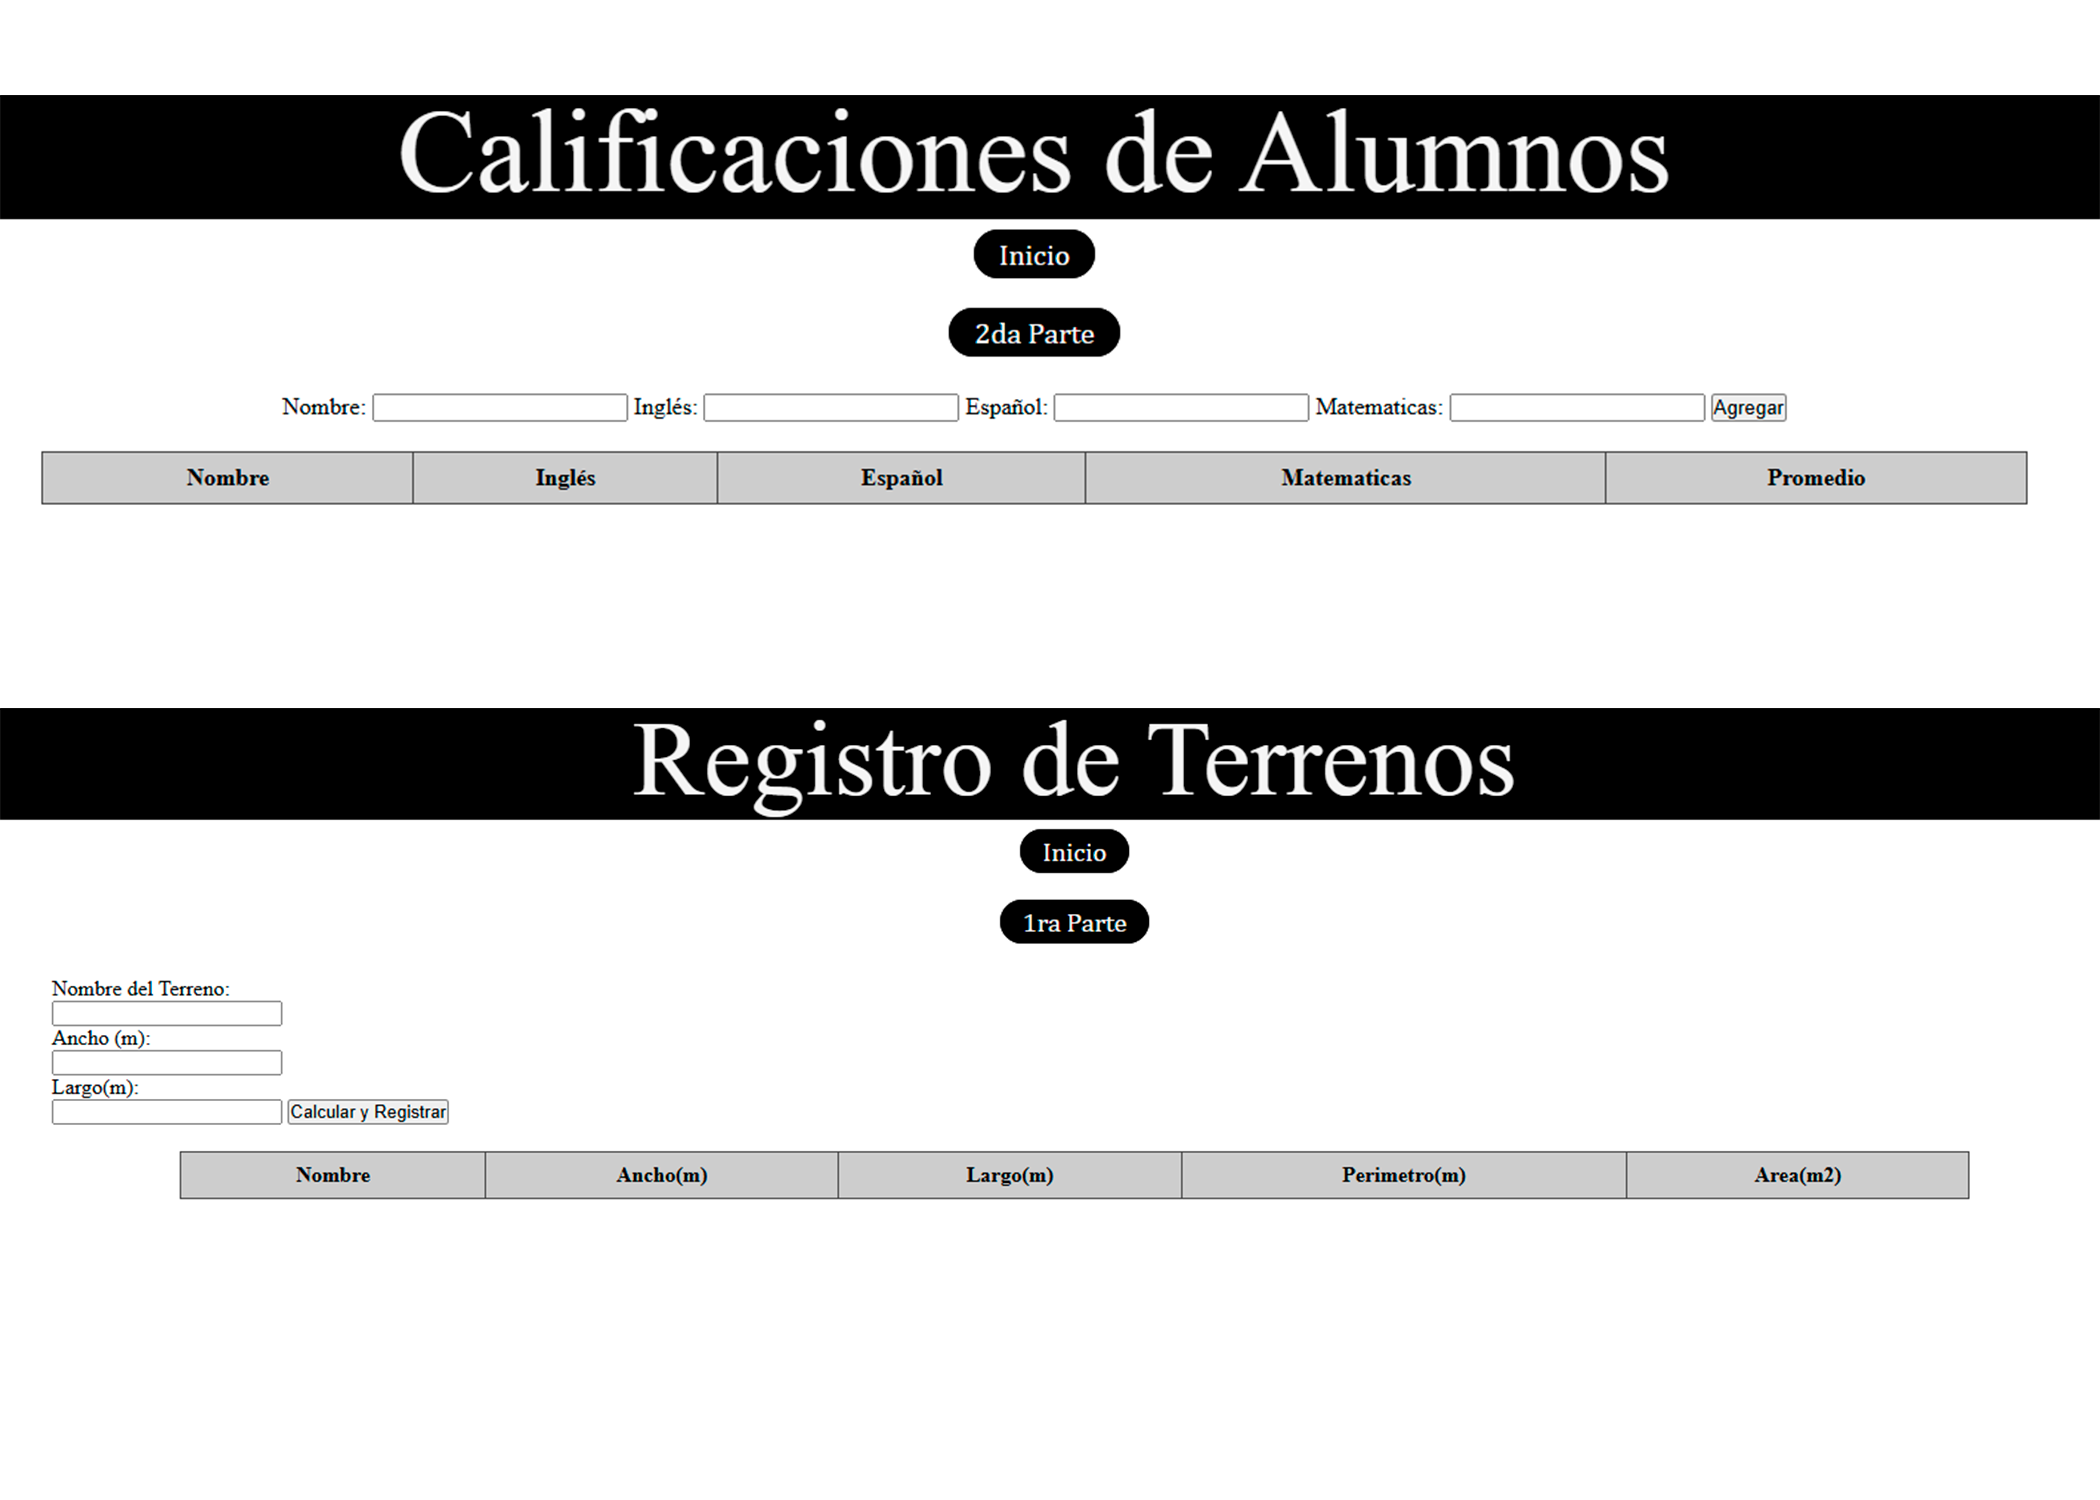 Calificaciones de Alumnos
Inicio
2da Parte
Nombre: Inglés: Español: Matematicas: Agregar
Nombre Inglés Español Matematicas Promedio
Registro de Terrenos
Inicio
1ra Parte
Nombre del Terreno:
Ancho (m):
Largo(m):
Calcular y Registrar
Nombre Ancho(m) Largo(m) Perimetro(m) Area(m2)